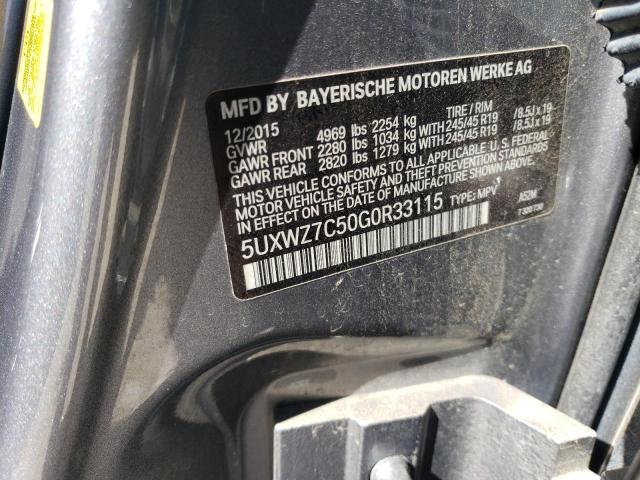 MFD BY BAYERISCHE MOTOREN WERKE AG
12/2015 TIRE / RIM
GVWR 4969 lbs 2254 kg
GAWR FRONT 2280 lbs 1034 kg WITH 245/45 R19 /8.5J x 19
GAWR REAR 2820 lbs 1279 kg WITH 245/45 R19 /8.5J x 19
THIS VEHICLE CONFORMS TO ALL APPLICABLE U.S. FEDERAL
MOTOR VEHICLE SAFETY AND THEFT PREVENTION STANDARDS
IN EFFECT ON THE DATE OF MANUFACTURE SHOWN ABOVE.
5UXWZ7C50G0R33115 TYPE: MPV A52M